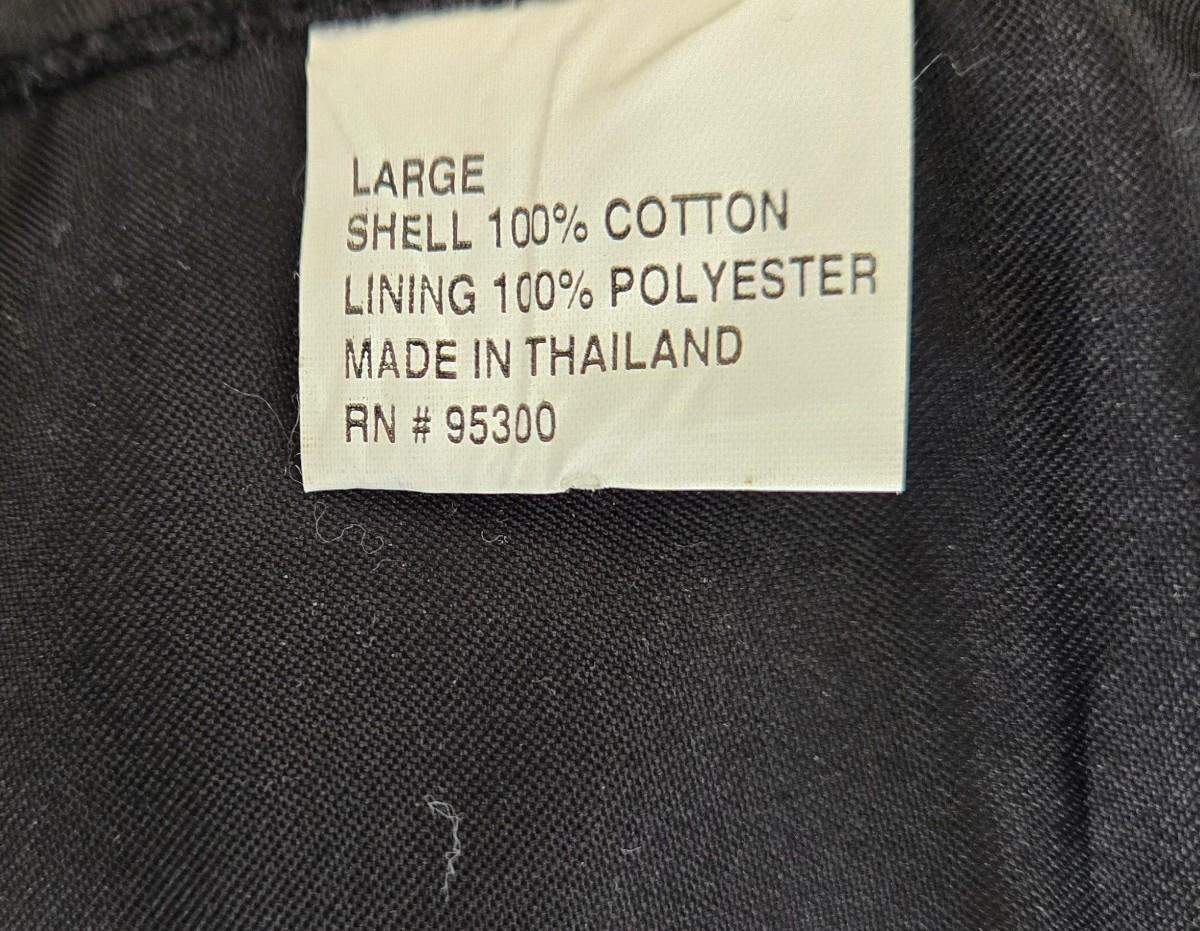 LARGE
SHELL 100% COTTON
LINING 100% POLYESTER
MADE IN THAILAND
RN # 95300